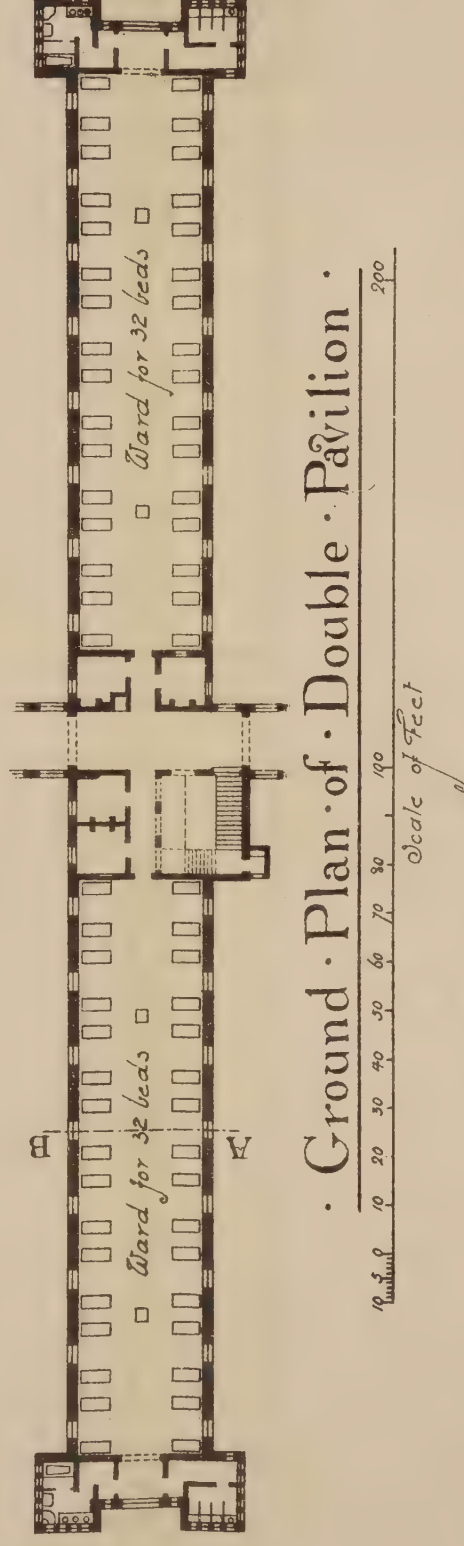 Ward for 32 beds
Ward for 32 beds
B
A
· Ground · Plan · of · Double · Pavilion ·
10 5 0 10 20 30 40 50 60 70 80 100 200
Scale of Feet